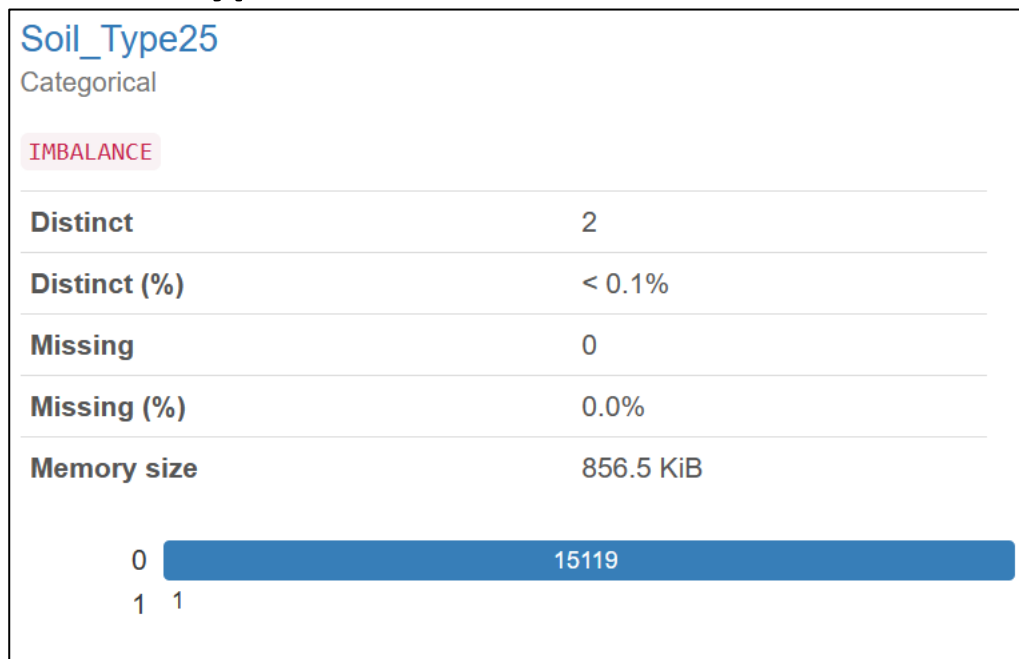 Soil_Type25
Categorical
IMBALANCE
Distinct 2
Distinct (%) < 0.1%
Missing 0
Missing (%) 0.0%
Memory size 856.5 KiB
0 15119
1 1